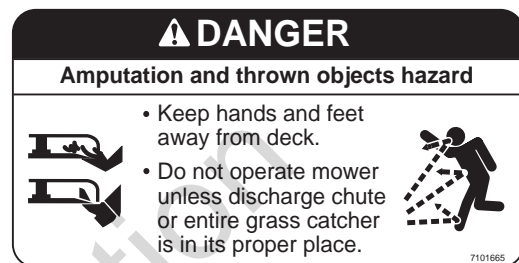 DANGER
Amputation and thrown objects hazard
• Keep hands and feet
away from deck.
• Do not operate mower
unless discharge chute
or entire grass catcher
is in its proper place.
7101665